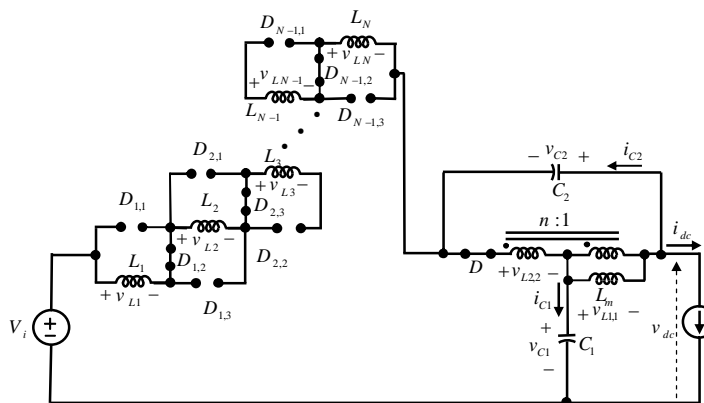 D_{N-1,1}
L_N
+ v_{LN} −
+ v_{LN-1} −
D_{N-1,2}
L_{N-1}
D_{N-1,3}
D_{2,1}
L_3
+ v_{L3} −
D_{1,1}
L_2
D_{2,3}
+ v_{L2} −
D_{2,2}
L_1
D_{1,2}
+ v_{L1} −
D_{1,3}
V_i
+ −
− v_{C2} +
i_{C2}
C_2
n : 1
i_{dc}
D
+ v_{L2,2} −
L_m
i_{C1}
+ v_{L1,1} −
+
v_{C1}
C_1
−
v_{dc}